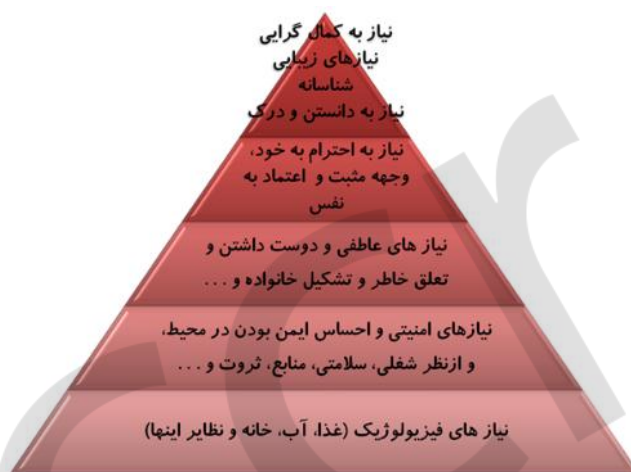 نیاز به کمال گرایی
نیازهای زیبایی
شناسانه
نیاز به دانستن و درک
نیاز به احترام به خود،
وجهه مثبت و اعتماد به
نفس
نیاز های عاطفی و دوست داشتن و
تعلق خاطر و تشکیل خانواده و ...
نیازهای امنیتی و احساس ایمن بودن در محیط،
و ازنظر شغلی، سلامتی، منابع، ثروت و ...
نیاز های فیزیولوژیک (غذا، آب، خانه و نظایر اینها)